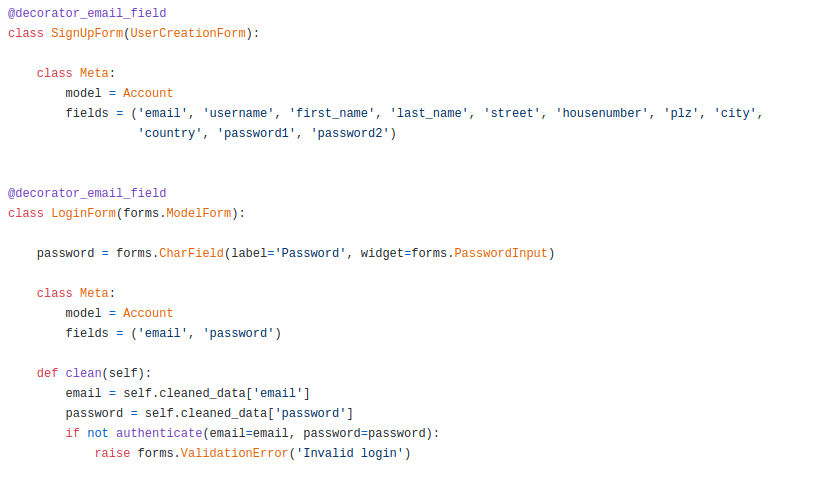 @decorator_email_field
class SignUpForm(UserCreationForm):
    class Meta:
        model = Account
        fields = ('email', 'username', 'first_name', 'last_name', 'street', 'housenumber', 'plz', 'city',
                  'country', 'password1', 'password2')
@decorator_email_field
class LoginForm(forms.ModelForm):
    password = forms.CharField(label='Password', widget=forms.PasswordInput)
    class Meta:
        model = Account
        fields = ('email', 'password')
    def clean(self):
        email = self.cleaned_data['email']
        password = self.cleaned_data['password']
        if not authenticate(email=email, password=password):
            raise forms.ValidationError('Invalid login')